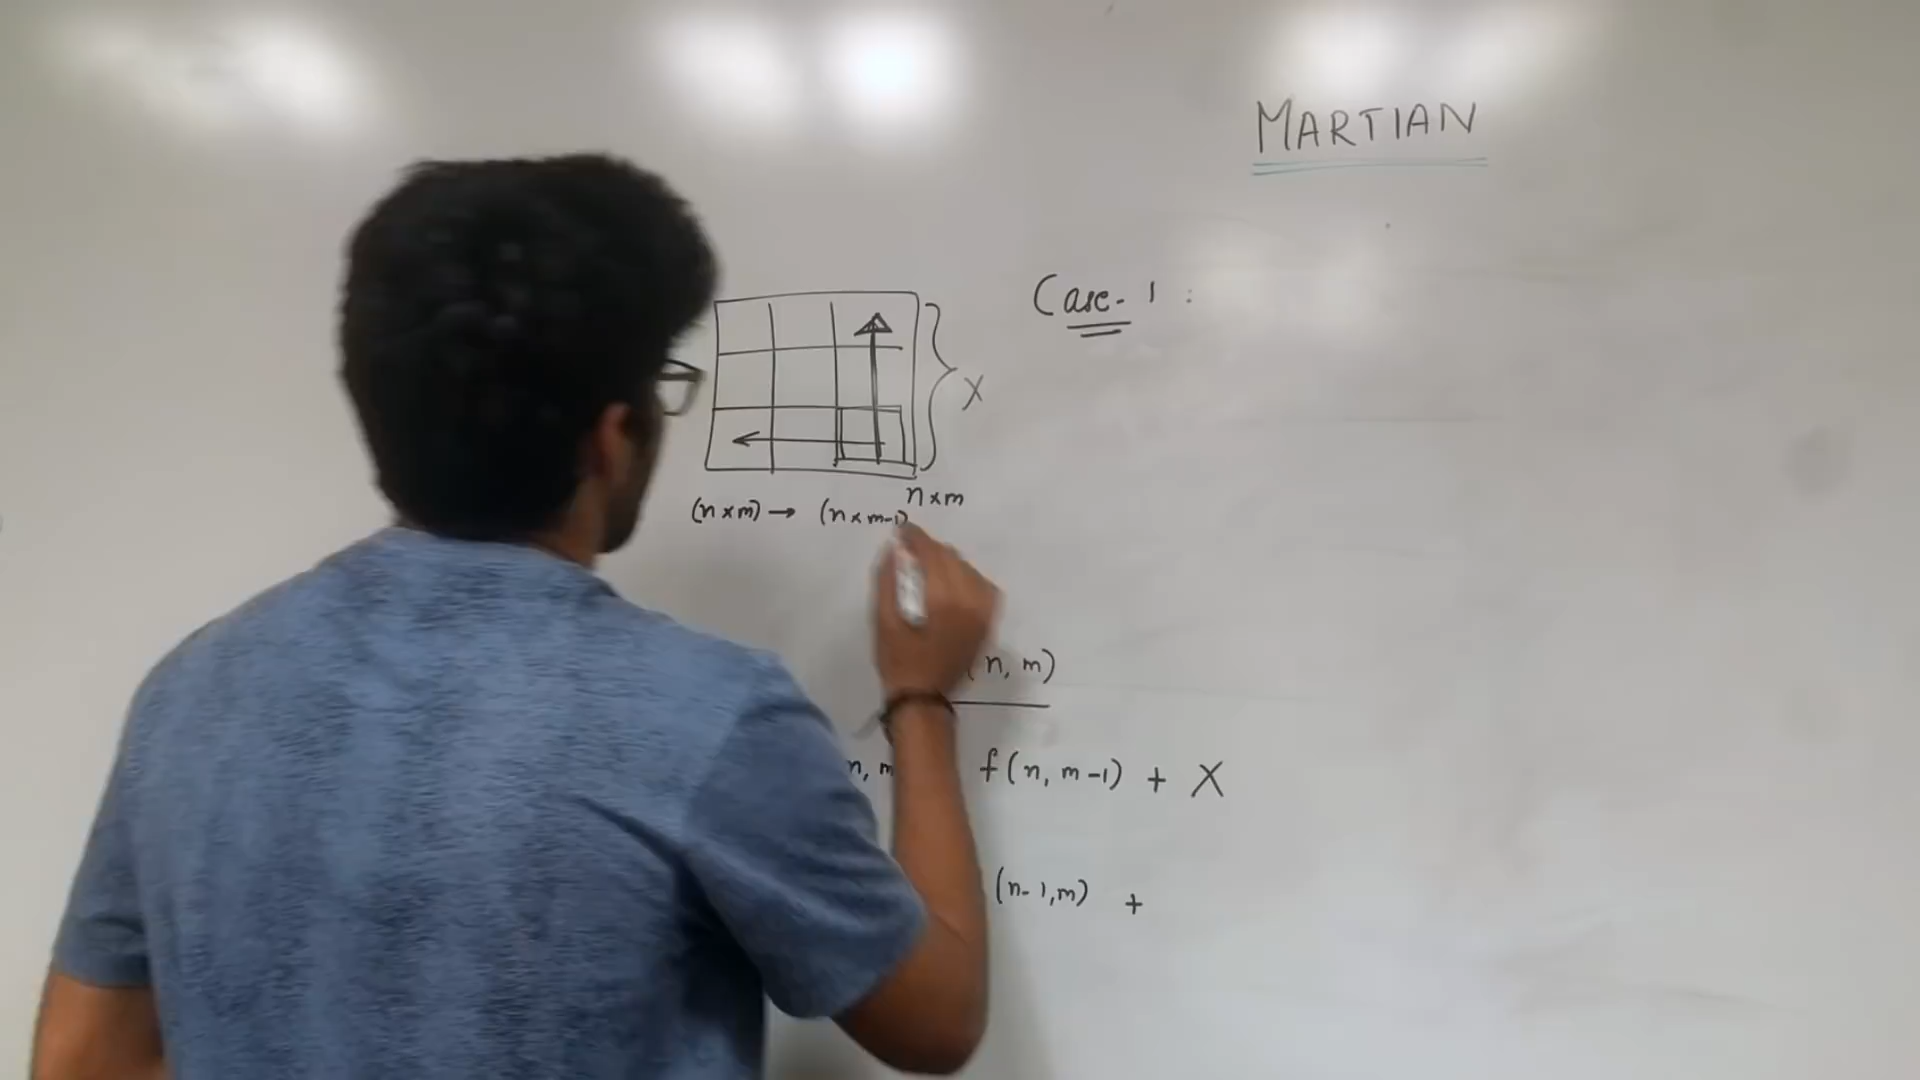 MARTIAN
Case-1 :
X
n×m
(n×m) → (n×m-1)
(n, m)
n, m
f(n, m-1) + X
(n-1,m) +